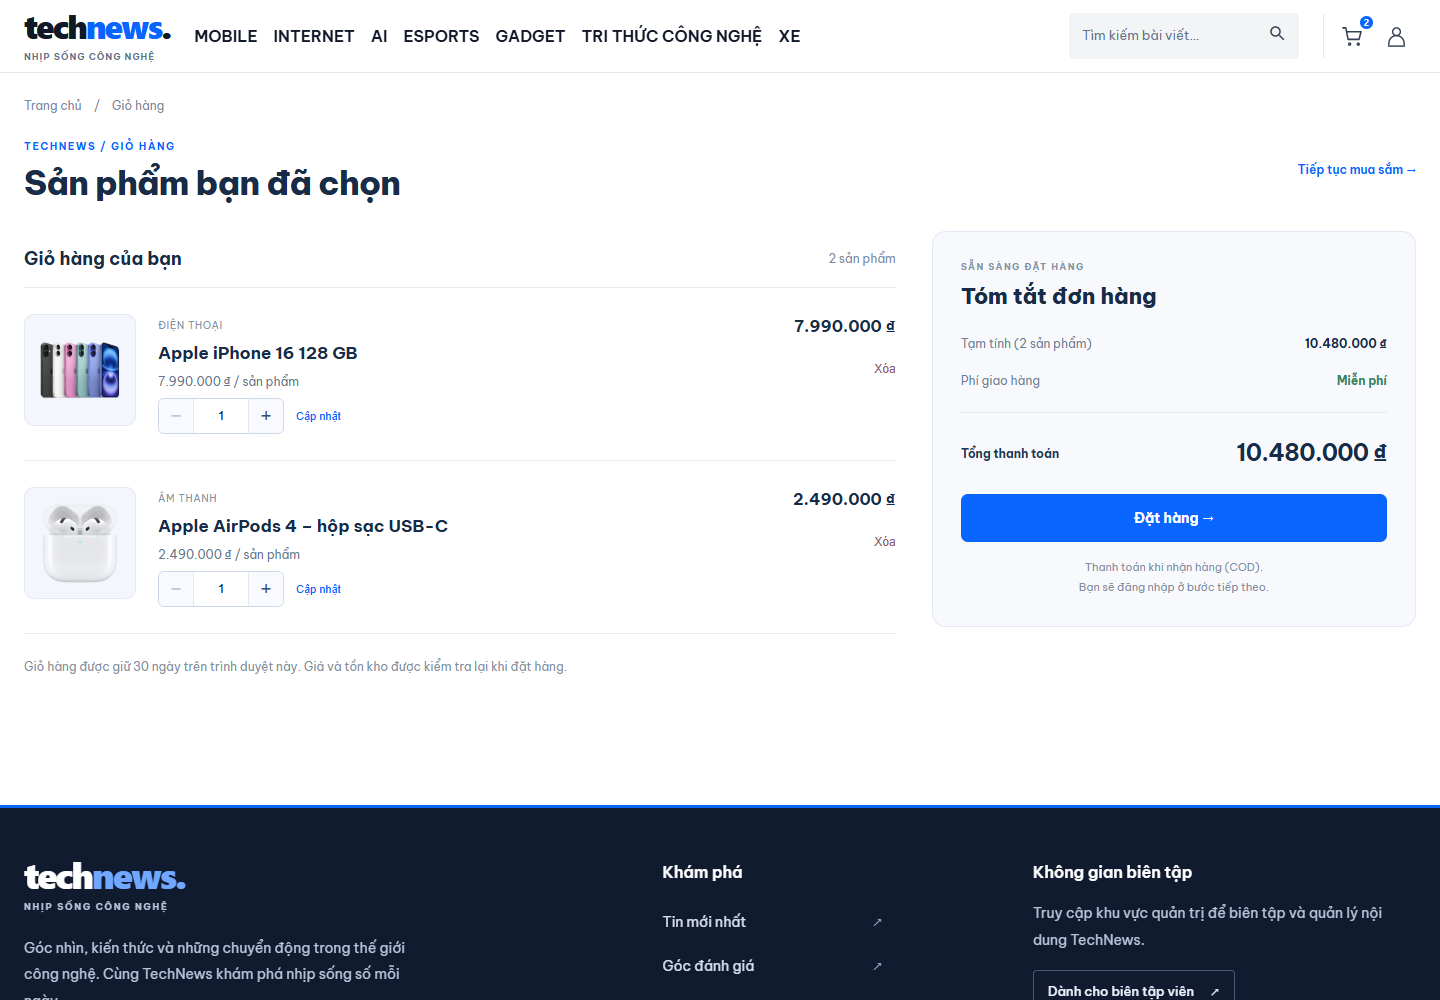 technews.
NHỊP SỐNG CÔNG NGHỆ
MOBILE INTERNET AI ESPORTS GADGET TRI THỨC CÔNG NGHỆ XE
Tìm kiếm bài viết...
2
Trang chủ / Giỏ hàng
TECHNEWS / GIỎ HÀNG
Sản phẩm bạn đã chọn
Tiếp tục mua sắm →
Giỏ hàng của bạn
2 sản phẩm
ĐIỆN THOẠI
Apple iPhone 16 128 GB
7.990.000 ₫ / sản phẩm
− 1 + Cập nhật
7.990.000 ₫
Xóa
ÂM THANH
Apple AirPods 4 – hộp sạc USB-C
2.490.000 ₫ / sản phẩm
− 1 + Cập nhật
2.490.000 ₫
Xóa
Giỏ hàng được giữ 30 ngày trên trình duyệt này. Giá và tồn kho được kiểm tra lại khi đặt hàng.
SẴN SÀNG ĐẶT HÀNG
Tóm tắt đơn hàng
Tạm tính (2 sản phẩm) 10.480.000 ₫
Phí giao hàng Miễn phí
Tổng thanh toán 10.480.000 ₫
Đặt hàng →
Thanh toán khi nhận hàng (COD).
Bạn sẽ đăng nhập ở bước tiếp theo.
technews.
NHỊP SỐNG CÔNG NGHỆ
Góc nhìn, kiến thức và những chuyển động trong thế giới
công nghệ. Cùng TechNews khám phá nhịp sống số mỗi
ngày.
Khám phá
Tin mới nhất ↗
Góc đánh giá ↗
Không gian biên tập
Truy cập khu vực quản trị để biên tập và quản lý nội
dung TechNews.
Dành cho biên tập viên ↗